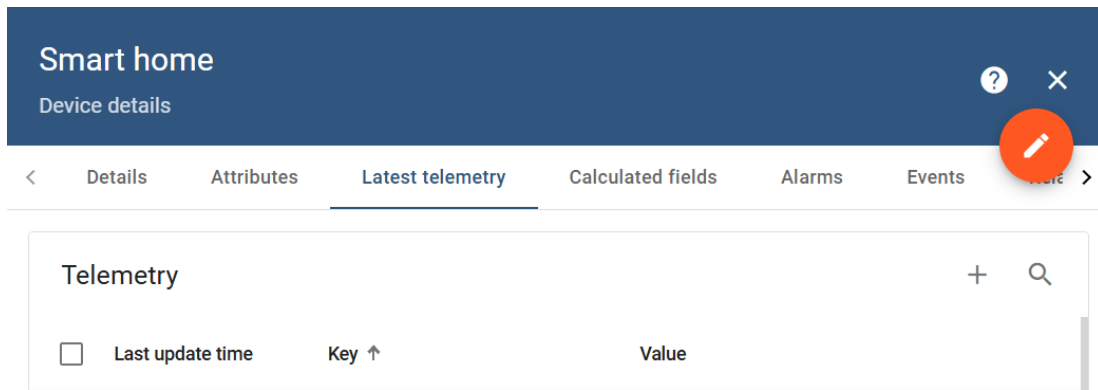 Smart home
Device details
Details Attributes Latest telemetry Calculated fields Alarms Events
Telemetry
Last update time Key Value